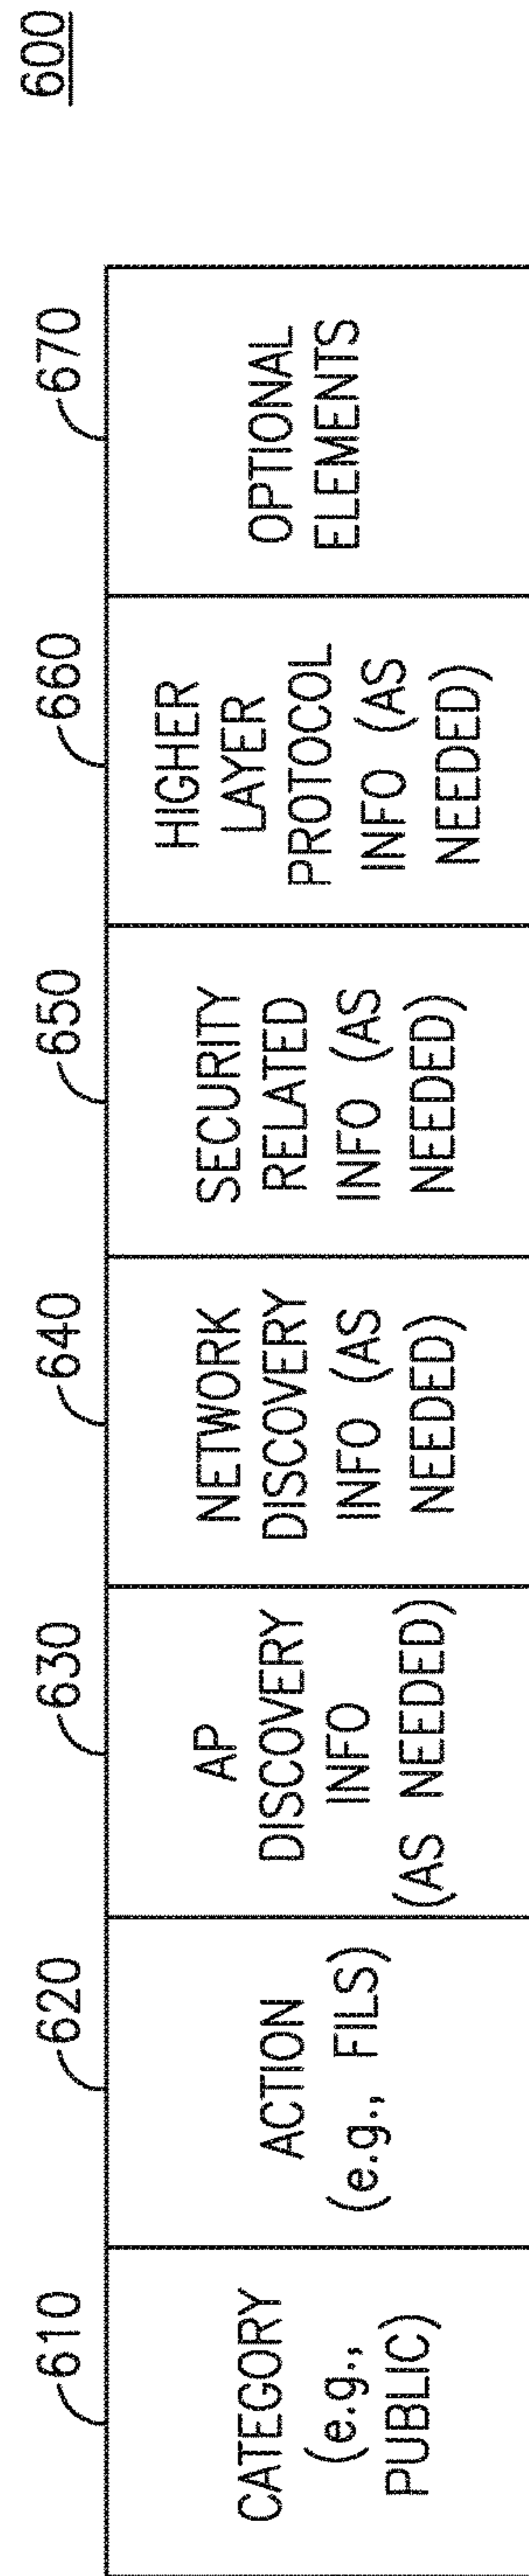 600
610
620
630
640
650
660
670
CATEGORY
(e.g.,
PUBLIC)
ACTION
(e.g., FILS)
AP
DISCOVERY
INFO
(AS NEEDED)
NETWORK
DISCOVERY
INFO (AS
NEEDED)
SECURITY
RELATED
INFO (AS
NEEDED)
HIGHER
LAYER
PROTOCOL
INFO (AS
NEEDED)
OPTIONAL
ELEMENTS